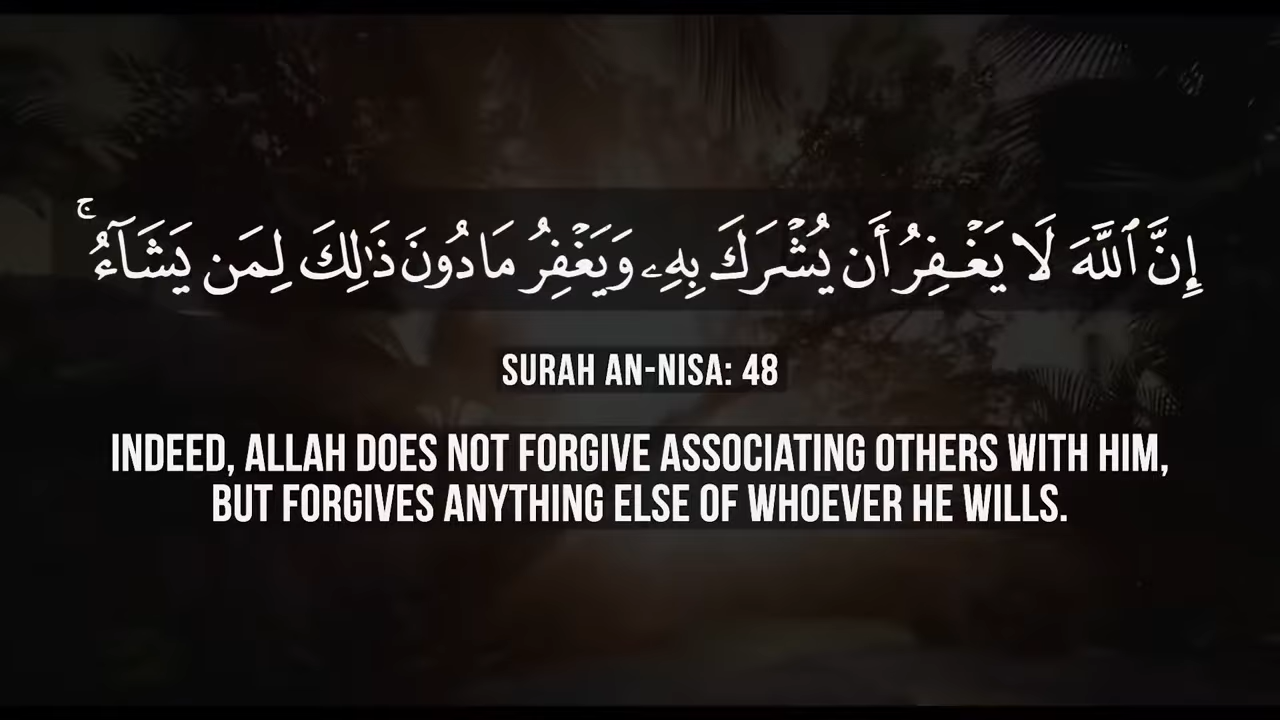 إِنَّ ٱللَّهَ لَا يَغْفِرُ أَن يُشْرَكَ بِهِۦ وَيَغْفِرُ مَا دُونَ ذَٰلِكَ لِمَن يَشَآءُ ۚ
SURAH AN-NISA: 48
INDEED, ALLAH DOES NOT FORGIVE ASSOCIATING OTHERS WITH HIM,
BUT FORGIVES ANYTHING ELSE OF WHOEVER HE WILLS.